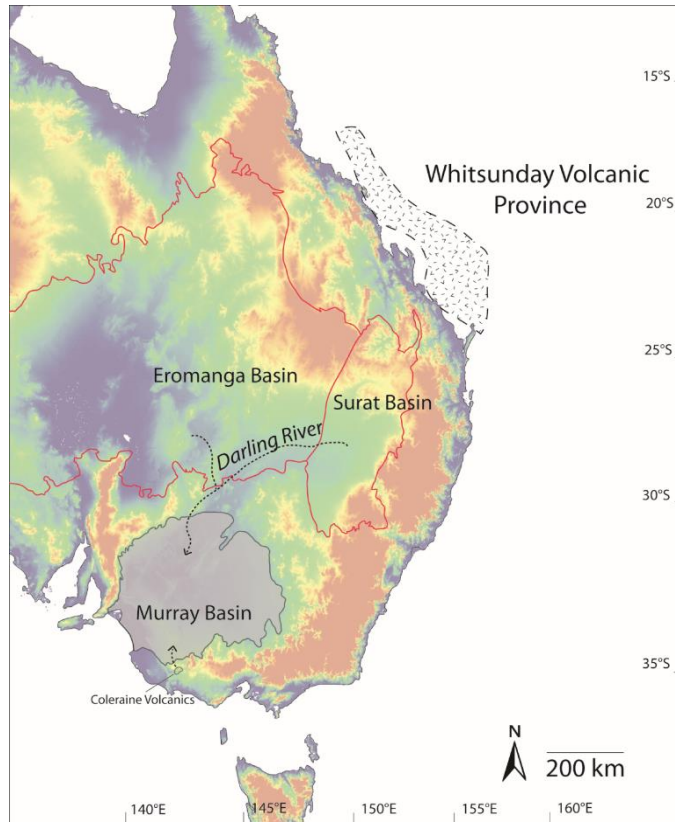 15°S
Whitsunday Volcanic
Province
20°S
25°S
Eromanga Basin
Surat Basin
Darling River
30°S
Murray Basin
35°S
Coleraine Volcanics
N
200 km
140°E
145°E
150°E
155°E
160°E